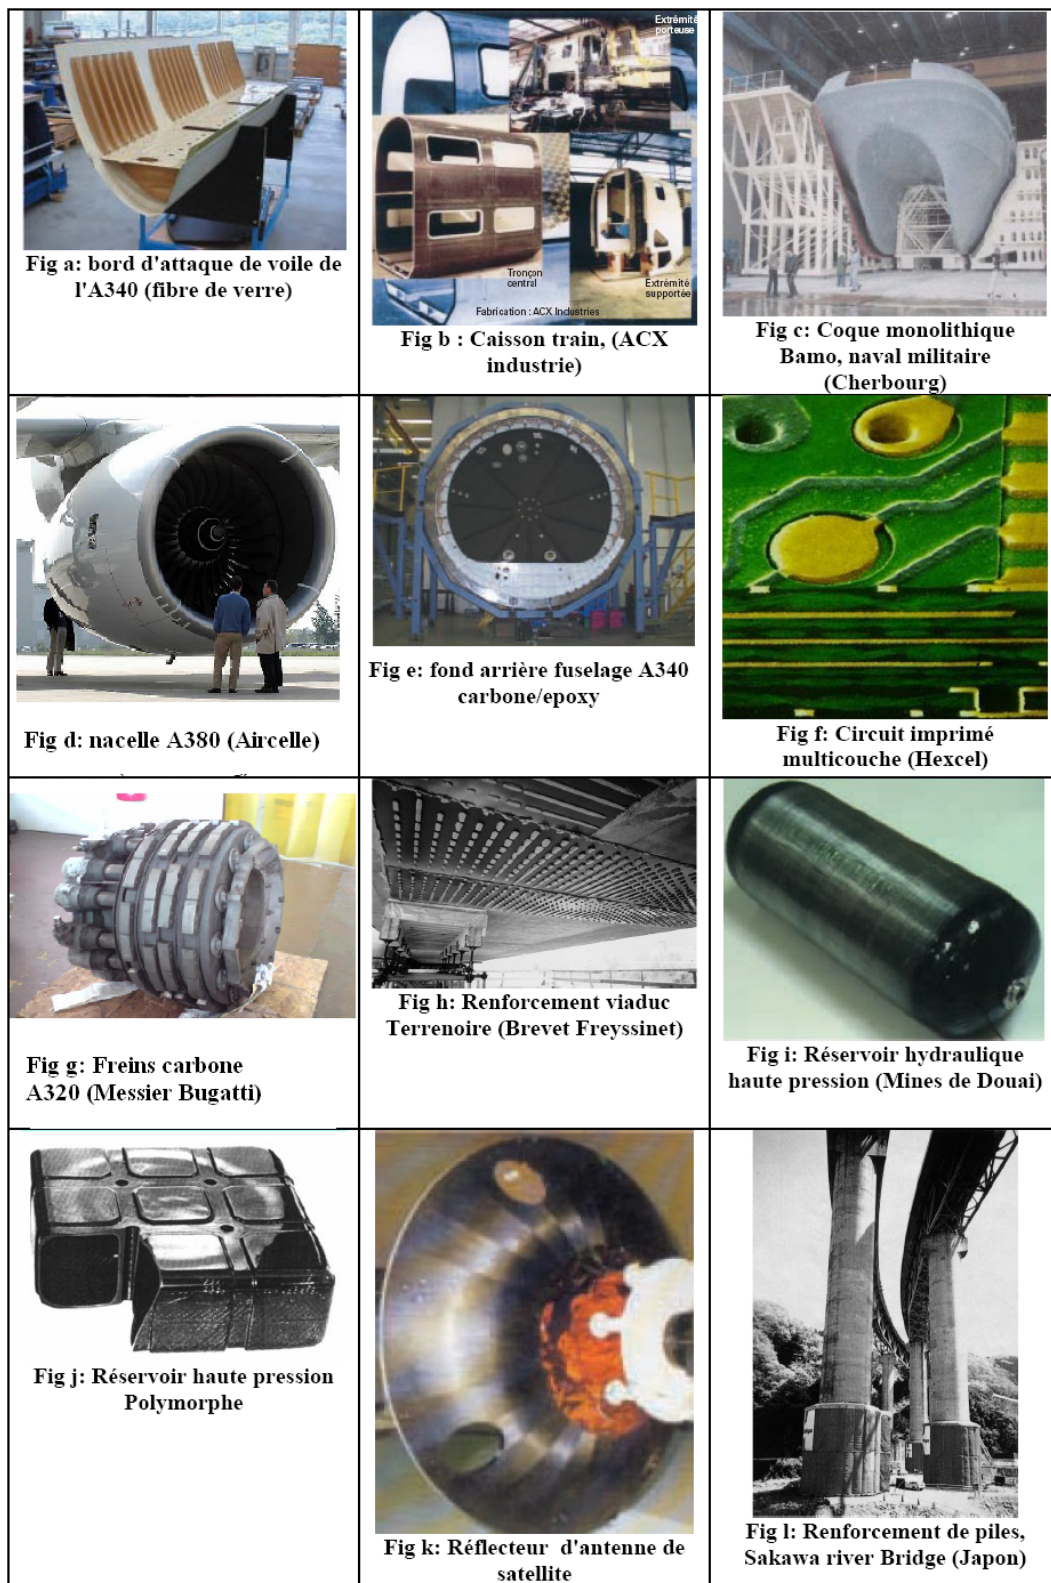 Fig a: bord d'attaque de voile de
l'A340 (fibre de verre)
Extrémité
porteuse
Tronçon
central
Extrémité
supportée
Fabrication : ACX Industries
Fig b : Caisson train, (ACX
industrie)
Fig c: Coque monolithique
Bamo, naval militaire
(Cherbourg)
Fig d: nacelle A380 (Aircelle)
Fig e: fond arrière fuselage A340
carbone/epoxy
Fig f: Circuit imprimé
multicouche (Hexcel)
Fig g: Freins carbone
A320 (Messier Bugatti)
Fig h: Renforcement viaduc
Terrenoire (Brevet Freyssinet)
Fig i: Réservoir hydraulique
haute pression (Mines de Douai)
Fig j: Réservoir haute pression
Polymorphe
Fig k: Réflecteur d'antenne de
satellite
Fig l: Renforcement de piles,
Sakawa river Bridge (Japon)